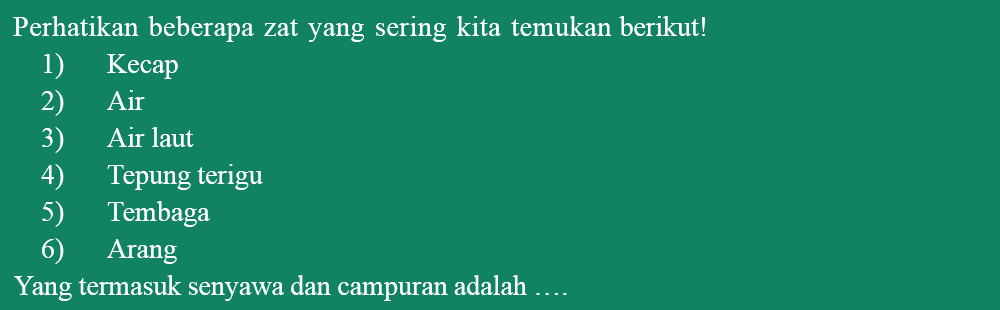 Perhatikan beberapa zat yang sering kita temukan berikut!
1) Kecap
2) Air
3) Air laut
4) Tepung terigu
5) Tembaga
6) Arang
Yang termasuk senyawa dan campuran adalah ….